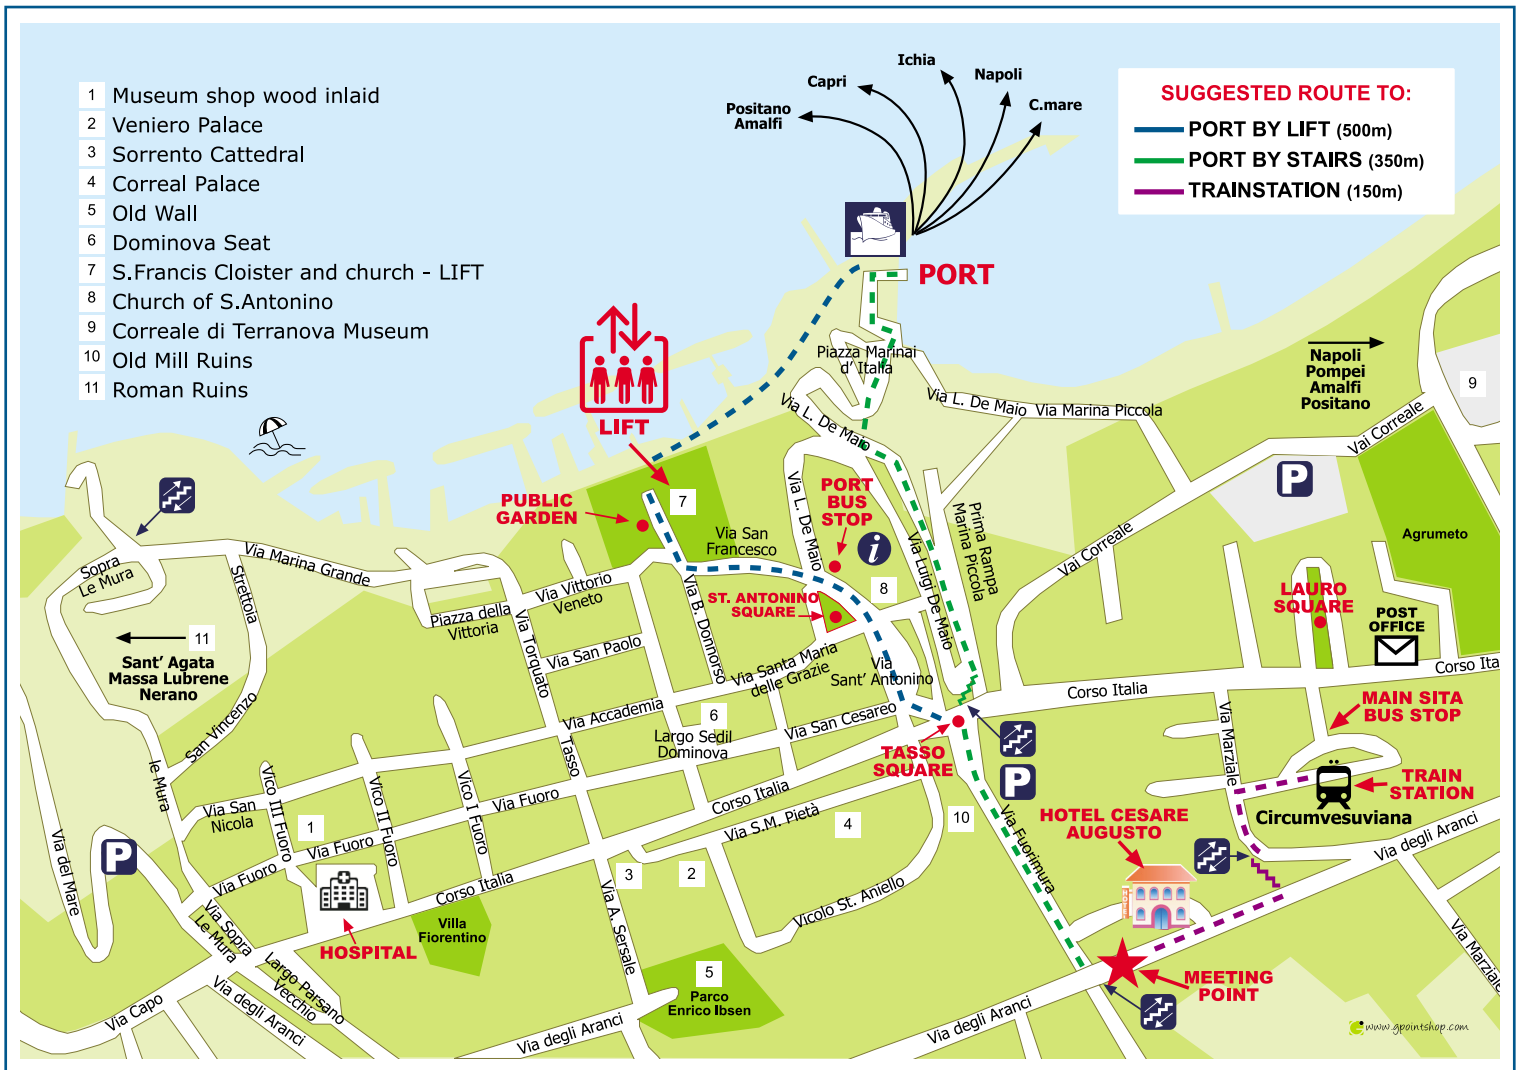 1 Museum shop wood inlaid
2 Veniero Palace
3 Sorrento Cattedral
4 Correal Palace
5 Old Wall
6 Dominova Seat
7 S.Francis Cloister and church - LIFT
8 Church of S.Antonino
9 Correale di Terranova Museum
10 Old Mill Ruins
11 Roman Ruins
Positano
Amalfi
Capri
Ichia
Napoli
C.mare
SUGGESTED ROUTE TO:
PORT BY LIFT (500m)
PORT BY STAIRS (350m)
TRAINSTATION (150m)
PORT
LIFT
Piazza Marinai
d' Italia
Via L. De Maio
Via L. De Maio
Via Marina Piccola
Napoli
Pompei
Amalfi
Positano
9
Vai Correale
P
Agrumeto
PUBLIC
GARDEN
7
Via San
Francesco
Via L. De Maio
PORT
BUS
STOP
i
Via Luigi De Maio
Prima Rampa
Marina Piccola
Vai Correale
LAURO
SQUARE
POST
OFFICE
Corso Ita
Sopra
Le Mura
Via Marina Grande
Strettoia
Piazza della
Vittoria
Via Vittorio
Veneto
Via B. Donnorso
ST. ANTONINO
SQUARE
8
11
Sant' Agata
Massa Lubrene
Nerano
Via Torquato
Tasso
Via San Paolo
Via Santa Maria
delle Grazie
Via
Sant' Antonino
Corso Italia
MAIN SITA
BUS STOP
San Vincenzo
le Mura
Via Accademia
6
Largo Sedil
Dominova
Via San Cesareo
TASSO
SQUARE
P
Via Marziale
TRAIN
STATION
Circumvesuviana
Via San
Nicola
Vico III Fuoro
Vico II Fuoro
Vico I Fuoro
Via Fuoro
Corso Italia
Via S.M. Pietà
4
10
Via Fuorimura
HOTEL CESARE
AUGUSTO
Via degli Aranci
1
Via Fuoro
Via Fuoro
P
Via del Mare
Corso Italia
3
2
Vicolo St. Aniello
HOSPITAL
Villa
Fiorentino
Via A. Sersale
Via Sopra
Le Mura
Largo Parsano
Vecchio
5
Parco
Enrico Ibsen
MEETING
POINT
Via Marziale
Via Capo
Via degli Aranci
Via degli Aranci
Via degli Aranci
www.gpointshop.com